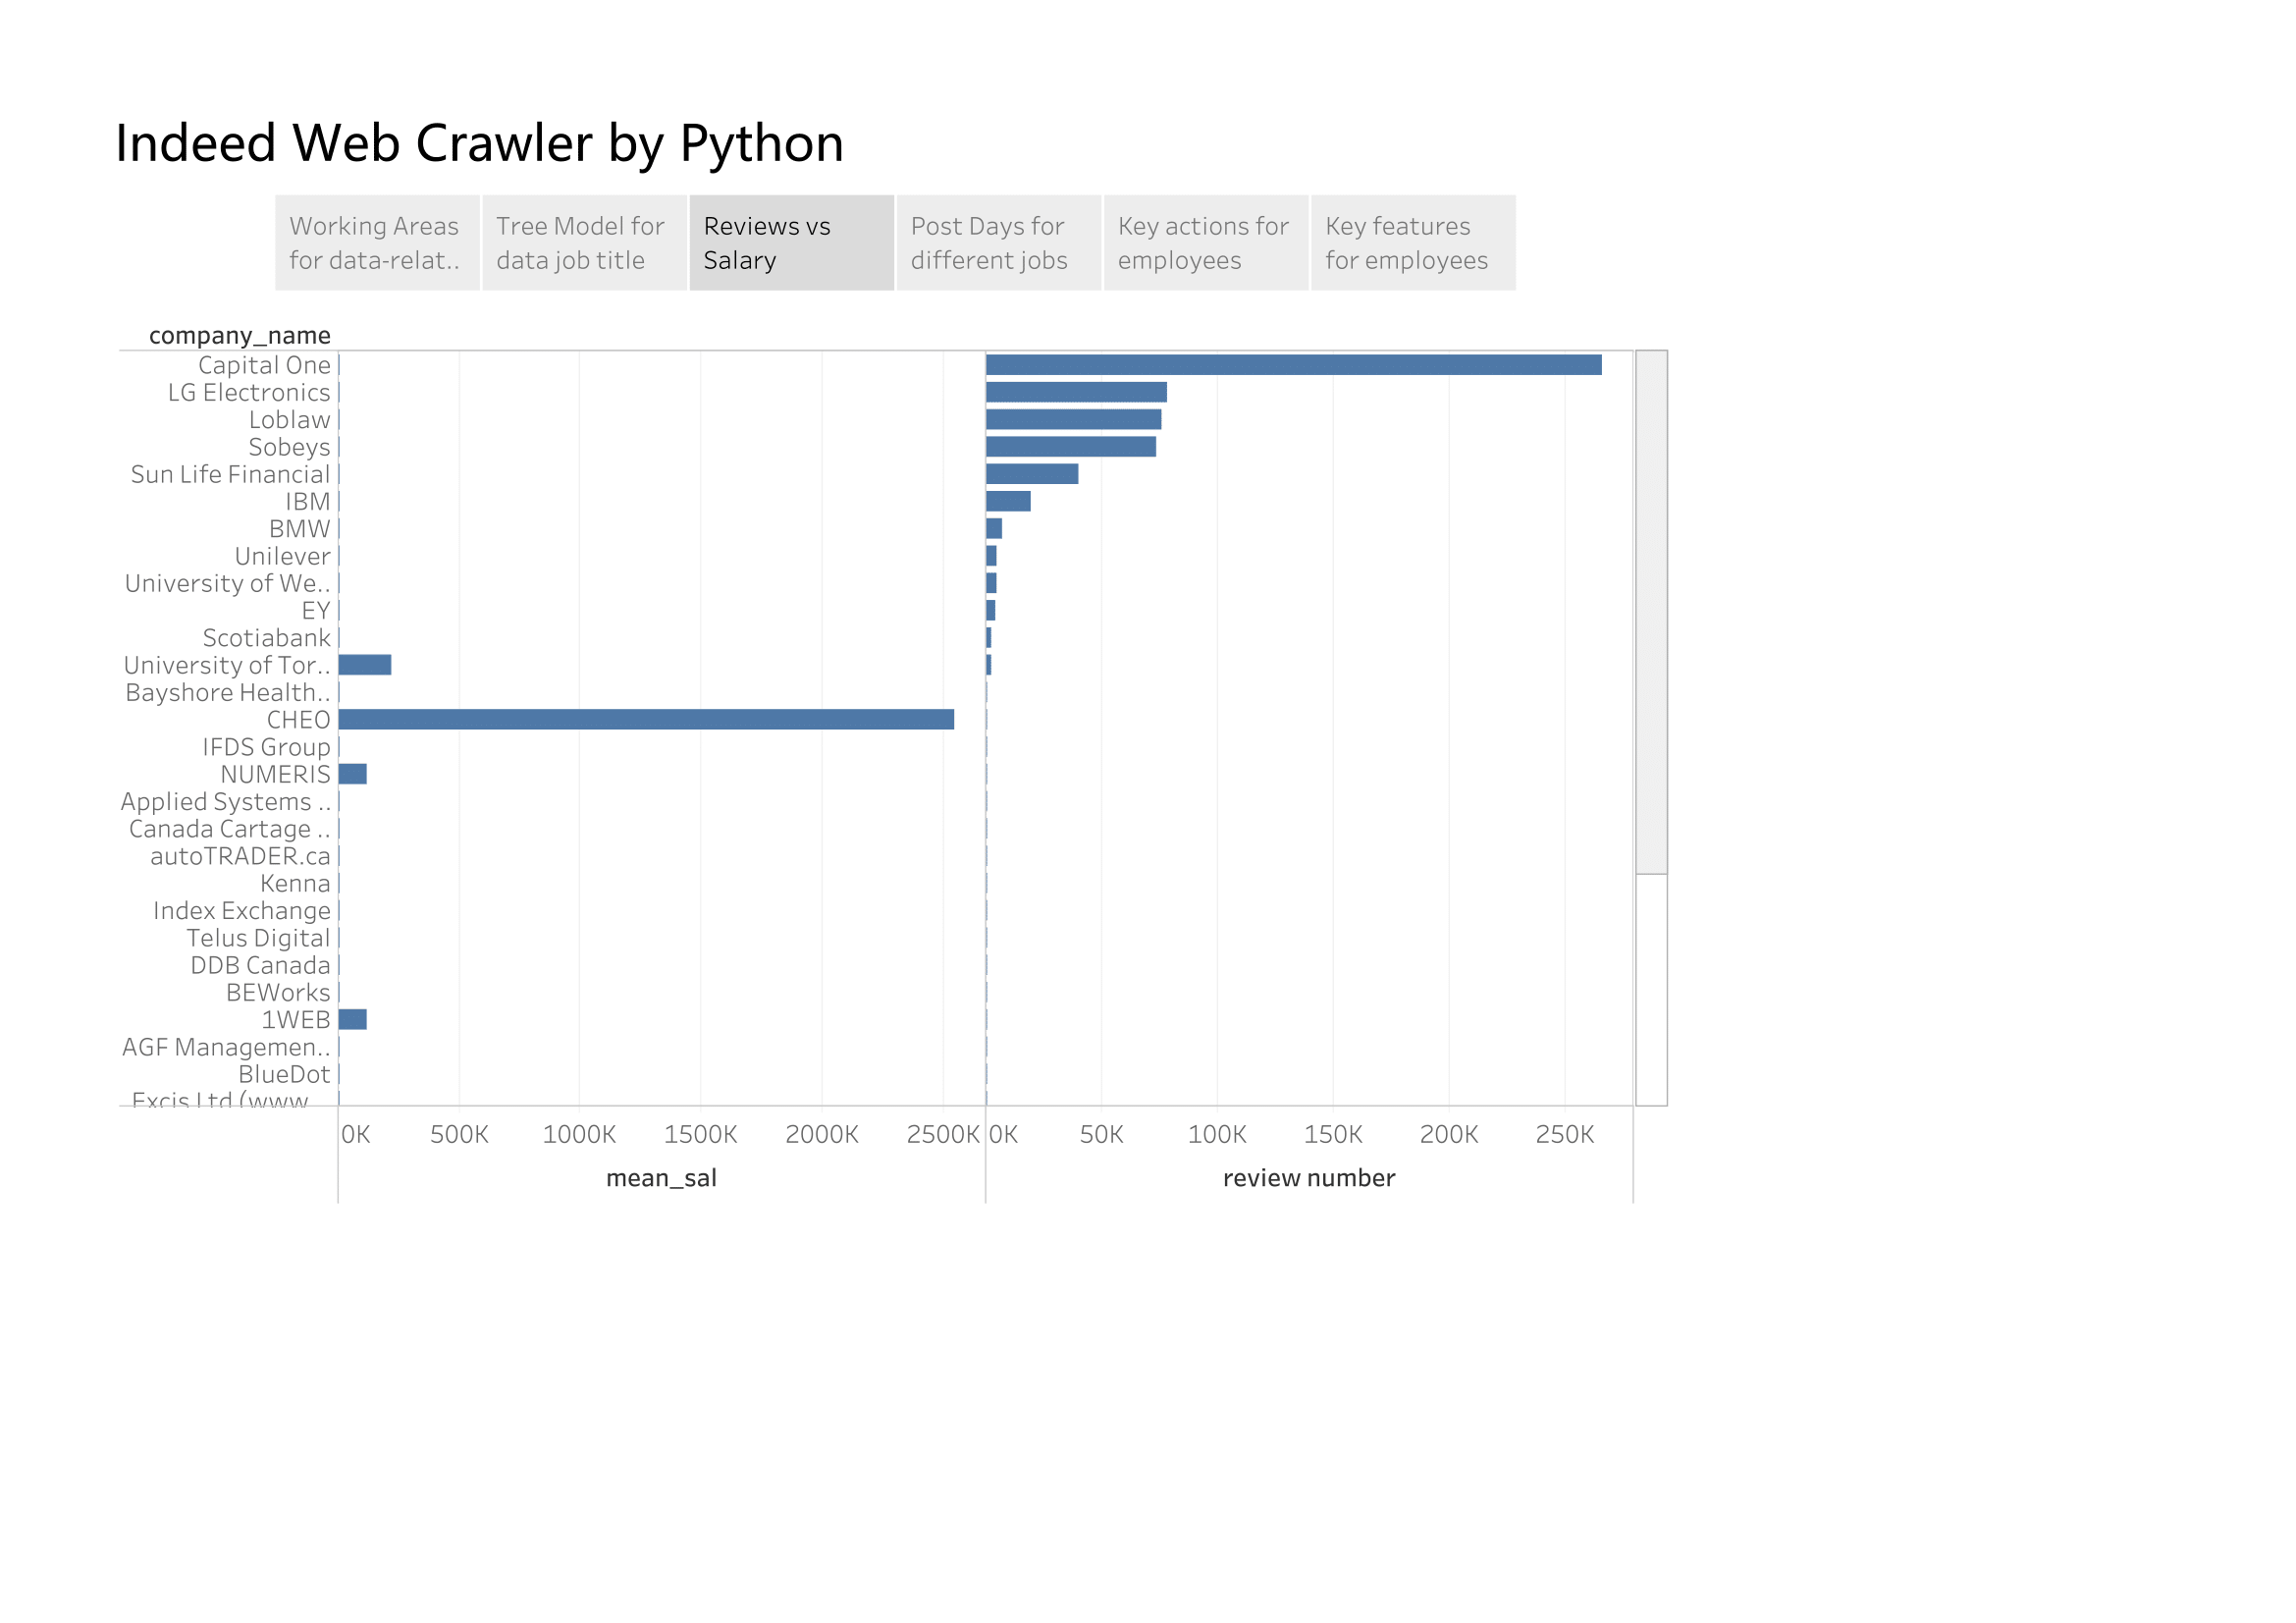 Indeed Web Crawler by Python
Working Areas
for data-relat..
Tree Model for
data job title
Reviews vs
Salary
Post Days for
different jobs
Key actions for
employees
Key features
for employees
company_name
Capital One
LG Electronics
Loblaw
Sobeys
Sun Life Financial
IBM
BMW
Unilever
University of We..
EY
Scotiabank
University of Tor..
Bayshore Health..
CHEO
IFDS Group
NUMERIS
Applied Systems ..
Canada Cartage ..
autoTRADER.ca
Kenna
Index Exchange
Telus Digital
DDB Canada
BEWorks
1WEB
AGF Managemen..
BlueDot
Excis Ltd (www..
0K 500K 1000K 1500K 2000K 2500K 0K 50K 100K 150K 200K 250K
mean_sal review number